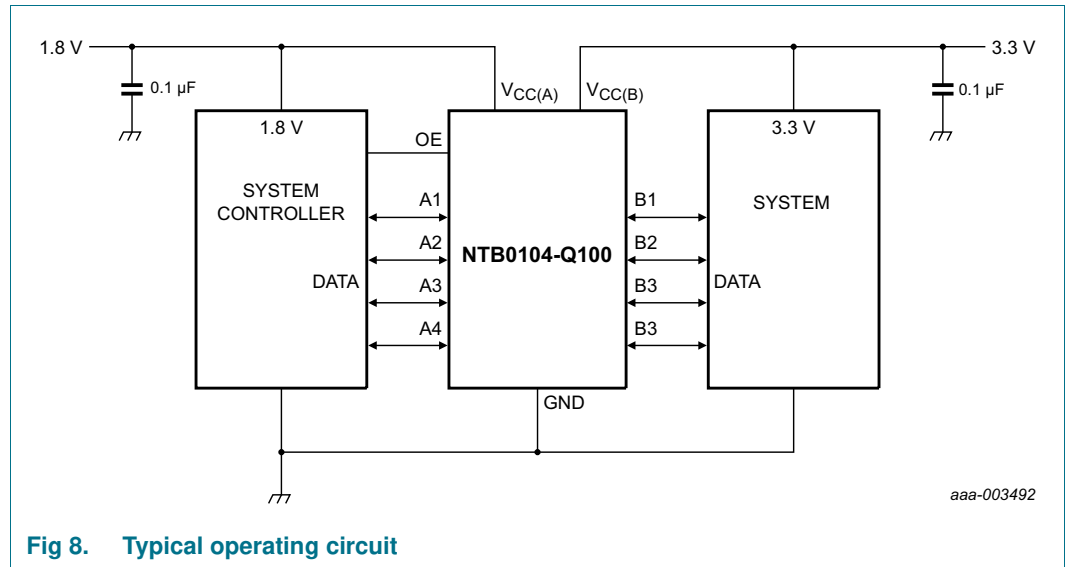 1.8 V
3.3 V
0.1 µF
VCC(A)
VCC(B)
0.1 µF
1.8 V
3.3 V
OE
SYSTEM
CONTROLLER
A1
B1
SYSTEM
A2
NTB0104-Q100
B2
DATA
A3
B3
DATA
A4
B3
GND
aaa-003492
Fig 8. Typical operating circuit